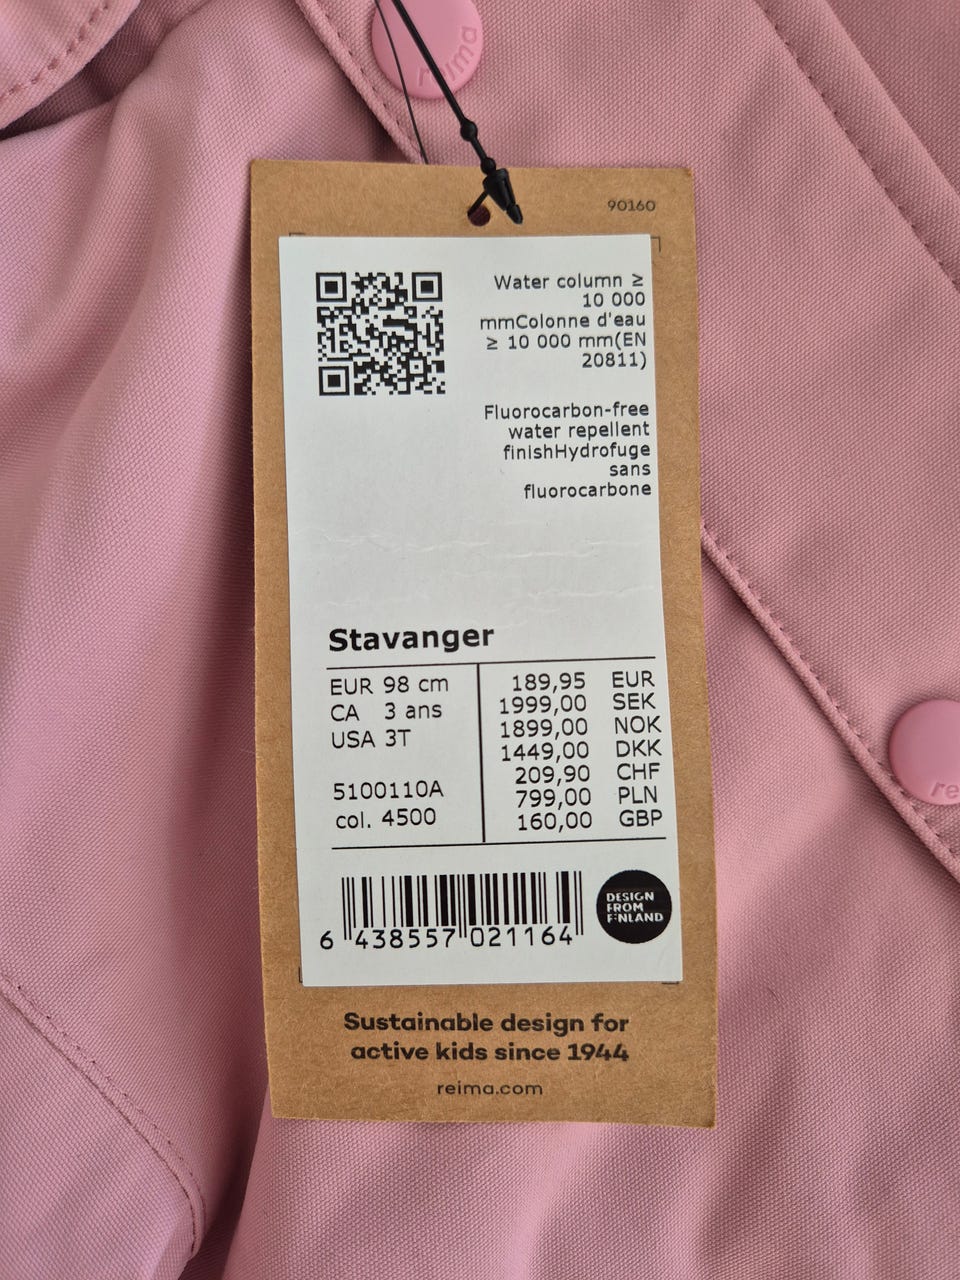 reima
90160
Water column ≥
10 000
mmColonne d'eau
≥ 10 000 mm(EN
20811)
Fluorocarbon-free
water repellent
finishHydrofuge
sans
fluorocarbone
Stavanger
EUR 98 cm
CA 3 ans
USA 3T
5100110A
col. 4500
189,95 EUR
1999,00 SEK
1899,00 NOK
1449,00 DKK
209,90 CHF
799,00 PLN
160,00 GBP
re
6 438557 021164
DESIGN
FROM
FINLAND
Sustainable design for
active kids since 1944
reima.com